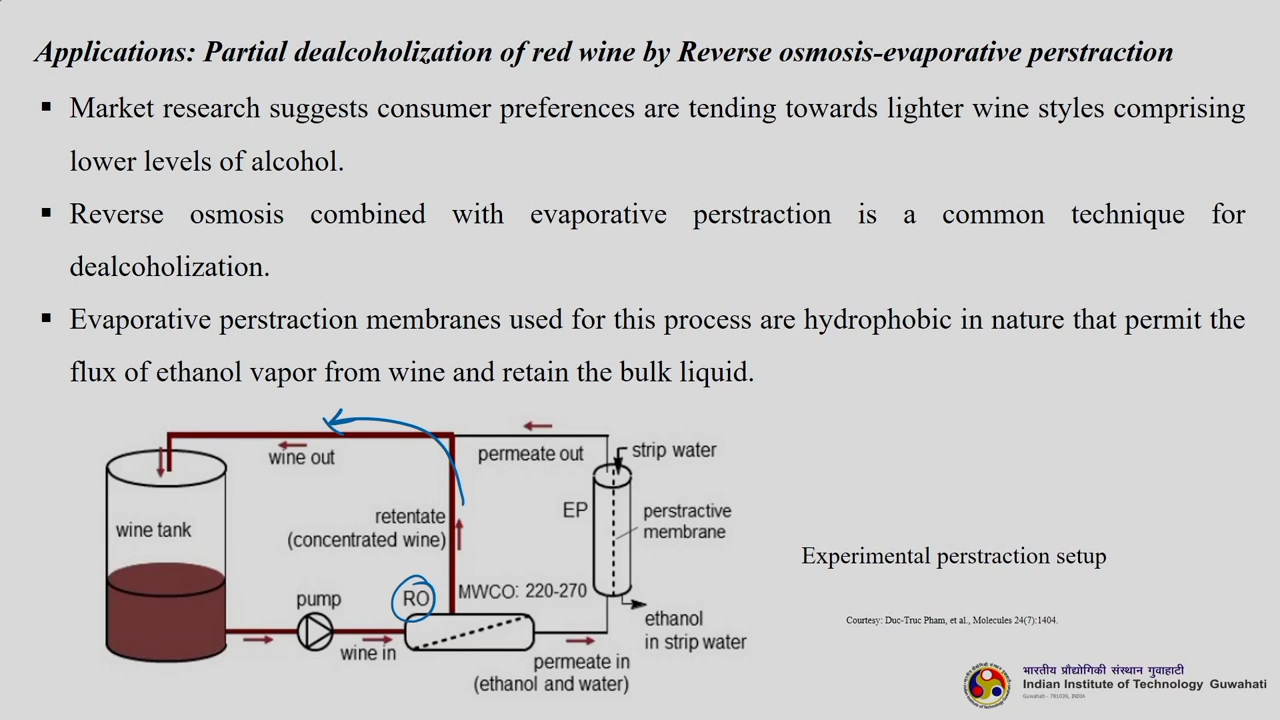 Applications: Partial dealcoholization of red wine by Reverse osmosis-evaporative perstraction
▪ Market research suggests consumer preferences are tending towards lighter wine styles comprising
lower levels of alcohol.
▪ Reverse osmosis combined with evaporative perstraction is a common technique for
dealcoholization.
▪ Evaporative perstraction membranes used for this process are hydrophobic in nature that permit the
flux of ethanol vapor from wine and retain the bulk liquid.
wine out
permeate out
strip water
wine tank
retentate
(concentrated wine)
EP
perstractive
membrane
Experimental perstraction setup
pump
RO
MWCO: 220-270
wine in
permeate in
(ethanol and water)
ethanol
in strip water
Courtesy: Duc-Truc Pham, et al., Molecules 24(7):1404.
भारतीय प्रौद्योगिकी संस्थान गुवाहाटी
Indian Institute of Technology Guwahati
Guwahati - 781039, INDIA